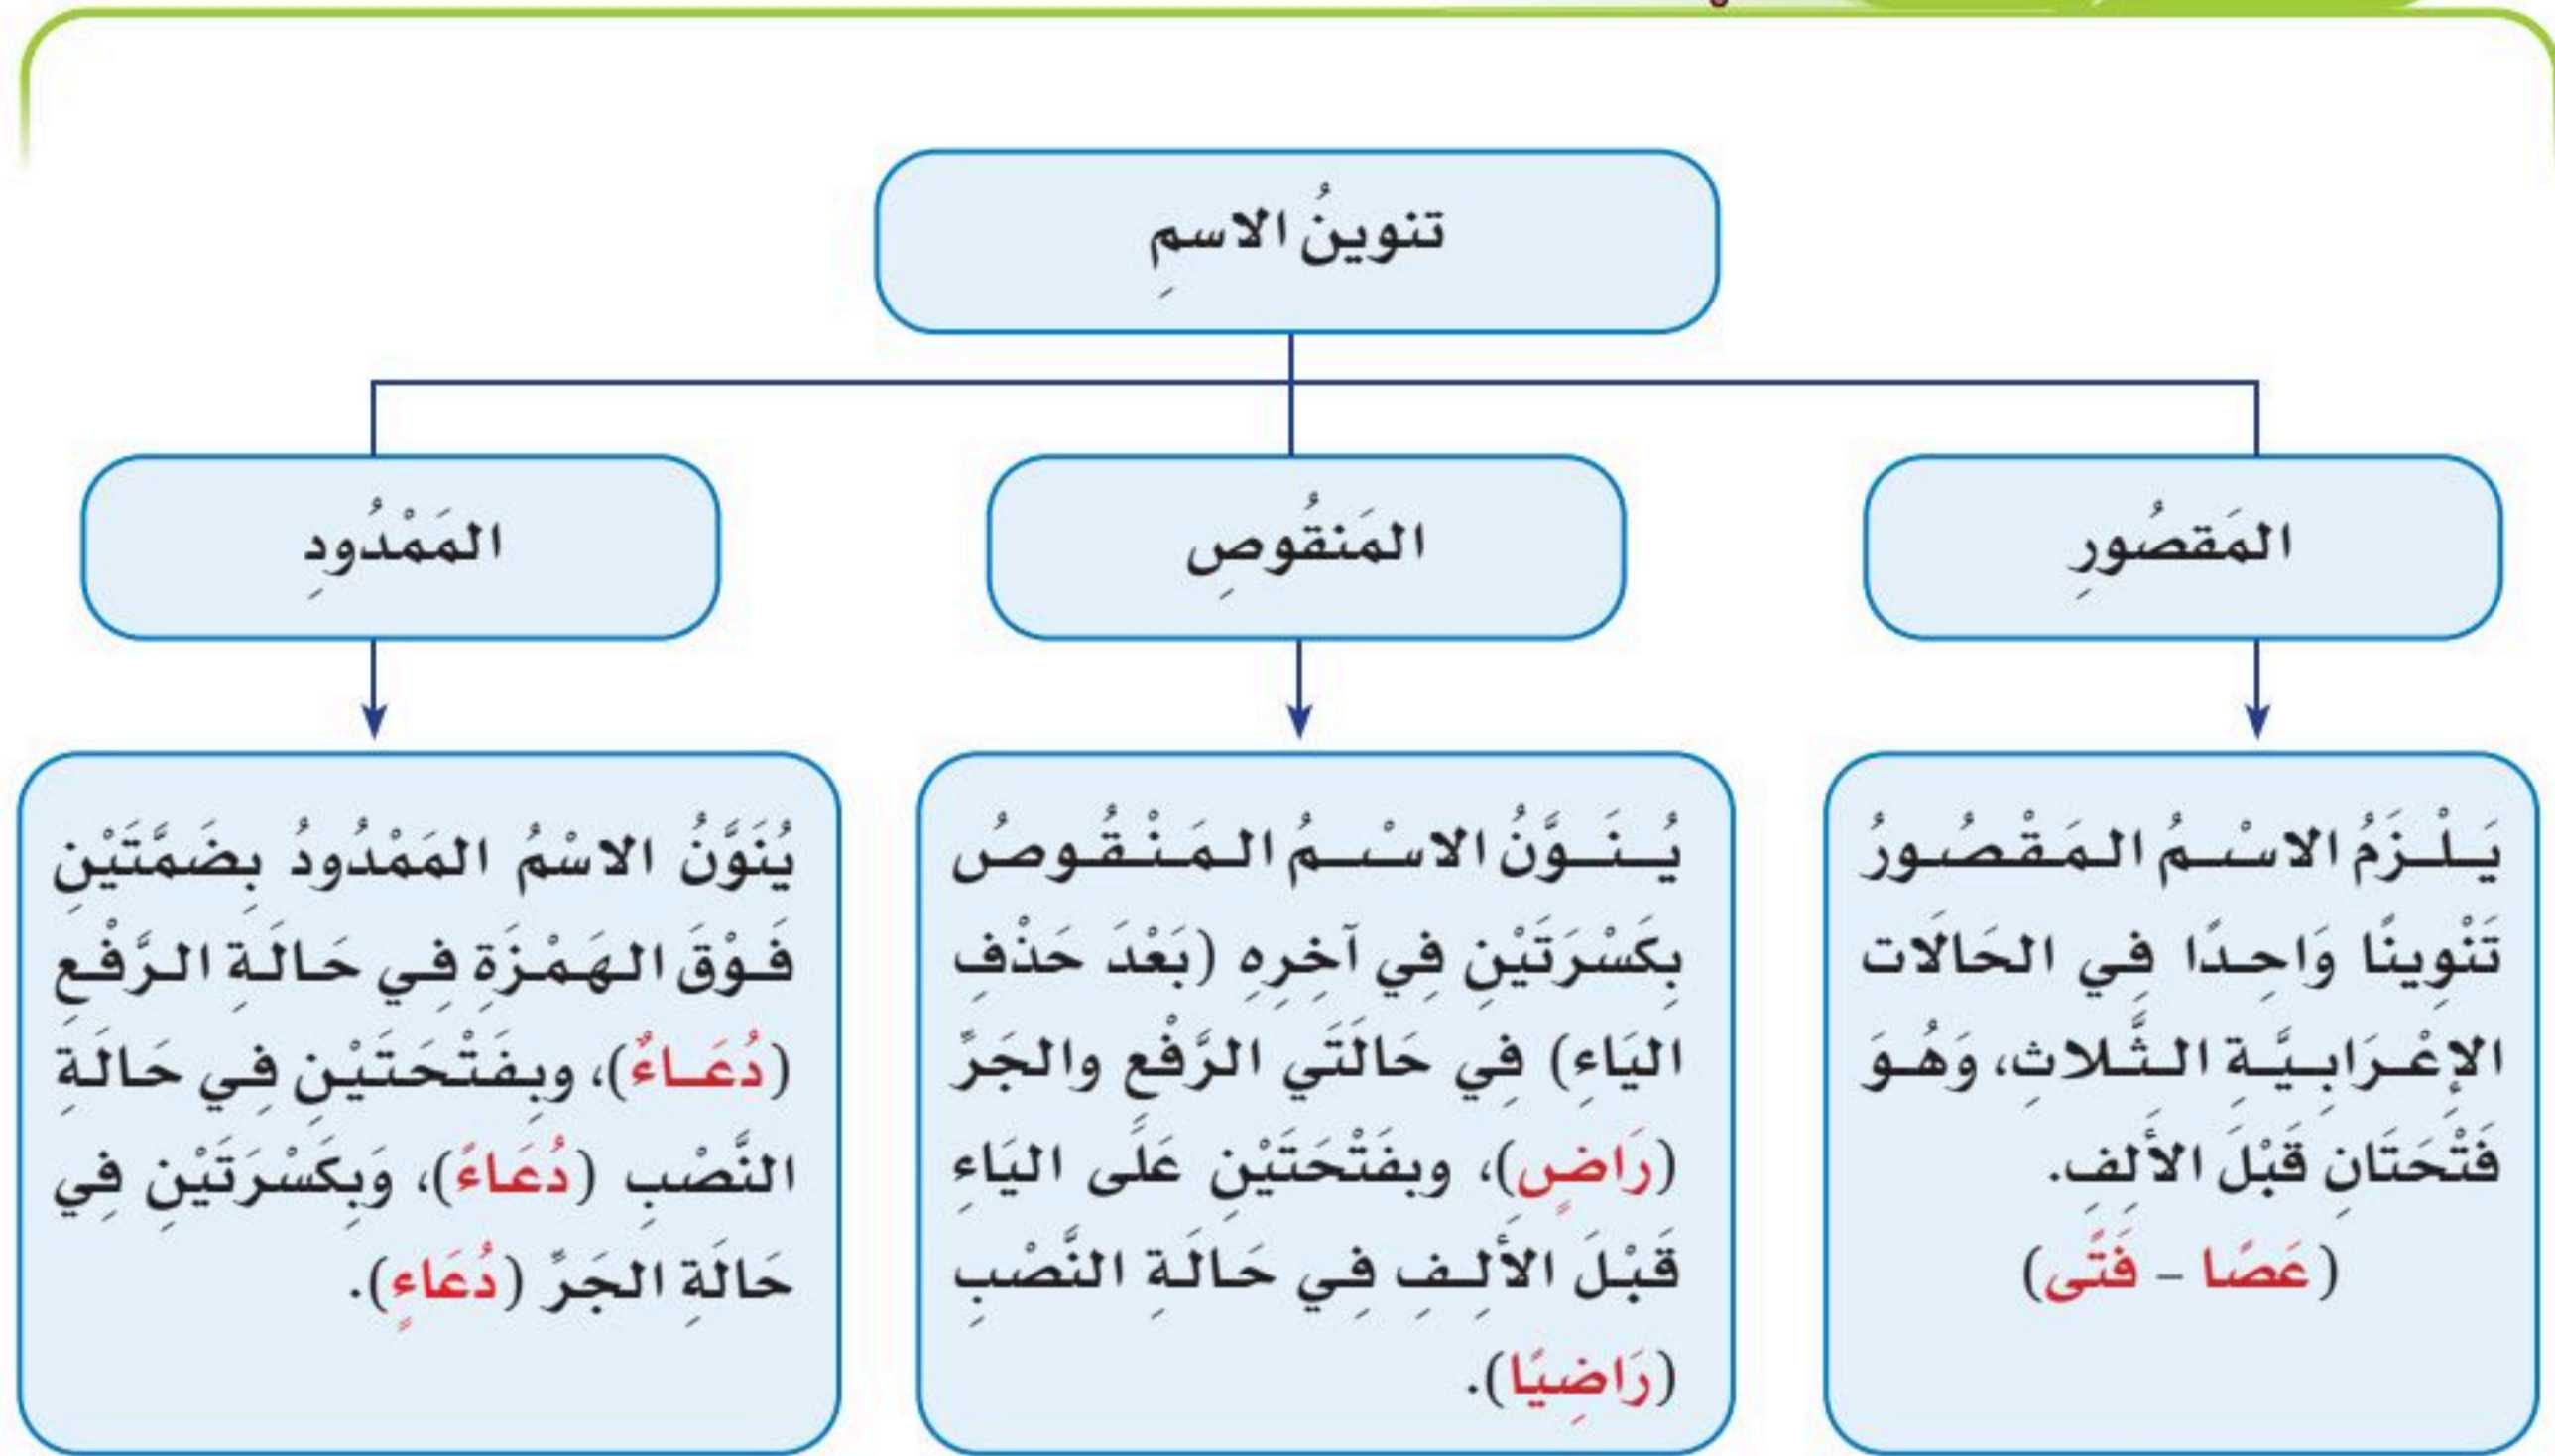 تنوينُ الاسمِ
المَقصُورِ
المَنقُوصِ
المَمْدُودِ
يَلْزَمُ الاسْمُ المَقْصُورُ
تَنْوِينًا وَاحِدًا فِي الحَالَات
الإِعْرَابِيَّةِ الثَّلاثِ، وَهُوَ
فَتْحَتَانِ قَبْلَ الأَلِفِ.
(عَصًا – فَتًى)
يُنَوَّنُ الاسْمُ المَنْقُوصُ
بِكَسْرَتَيْنِ فِي آخِرِهِ (بَعْدَ حَذْفِ
اليَاءِ) فِي حَالَتَي الرَّفْعِ والجَرِّ
(رَاضٍ)، وبفَتْحَتَيْنِ عَلَى اليَاءِ
قَبْلَ الأَلِفِ فِي حَالَةِ النَّصْبِ
(رَاضِيًا).
يُنَوَّنُ الاسْمُ المَمْدُودُ بِضَمَّتَيْنِ
فَوْقَ الهَمْزَةِ فِي حَالَةِ الرَّفْعِ
(دُعَاءٌ)، وبِفَتْحَتَيْنِ فِي حَالَةِ
النَّصْبِ (دُعَاءً)، وَبِكَسْرَتَيْنِ فِي
حَالَةِ الجَرِّ (دُعَاءٍ).